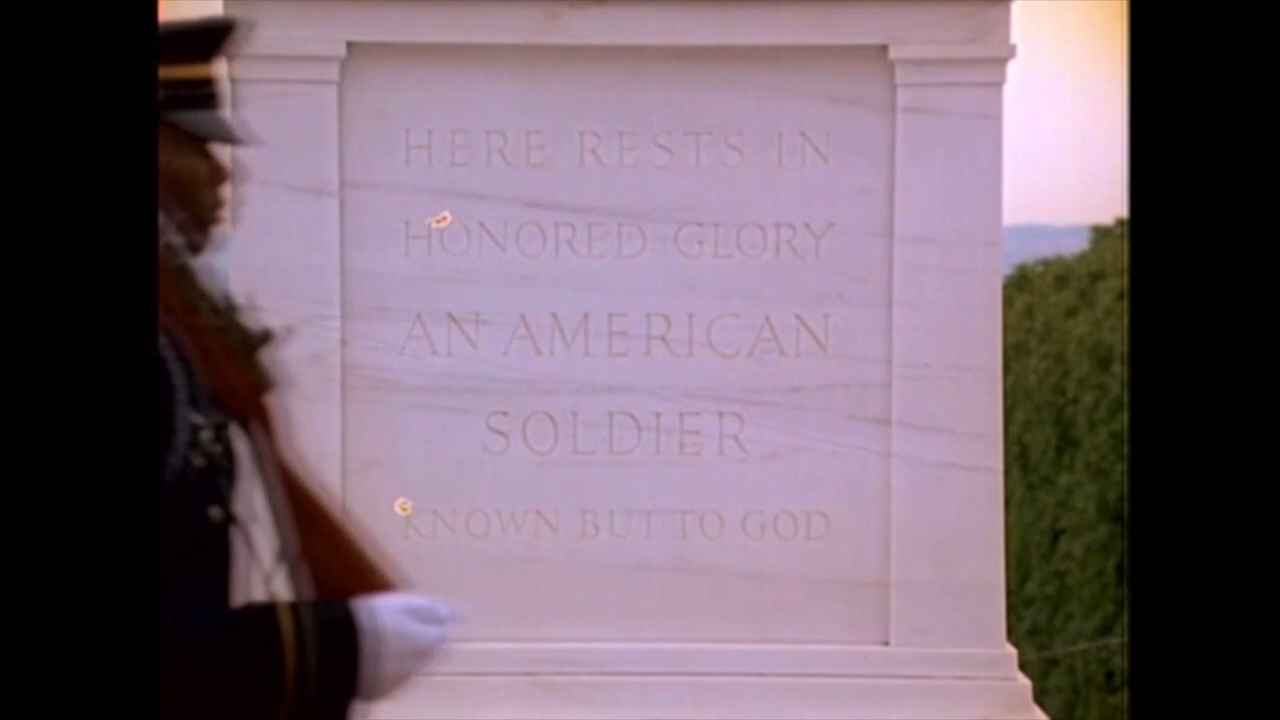 HERE RESTS IN
HONORED GLORY
AN AMERICAN
SOLDIER
KNOWN BUT TO GOD